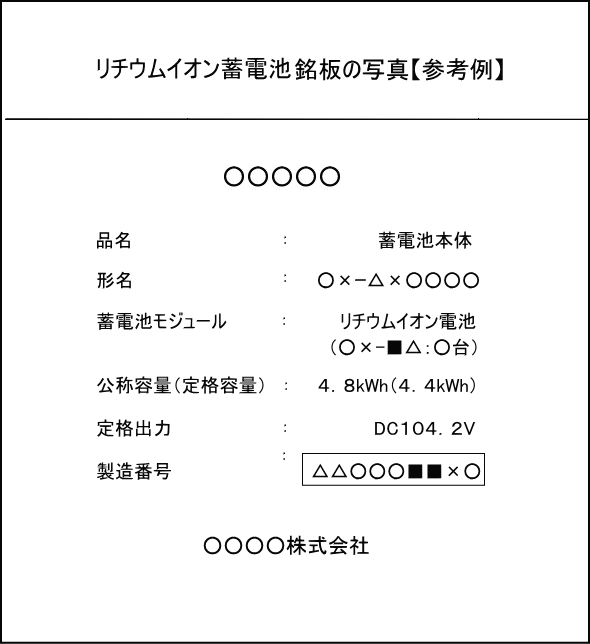 リチウムイオン蓄電池銘板の写真【参考例】
○○○○○
品名 : 蓄電池本体
形名 : ○×−△×○○○○
蓄電池モジュール : リチウムイオン電池
(○×−■△:○台)
公称容量(定格容量) : 4.8kWh(4.4kWh)
定格出力 : DC104.2V
製造番号 : △△○○○■■×○
○○○○株式会社